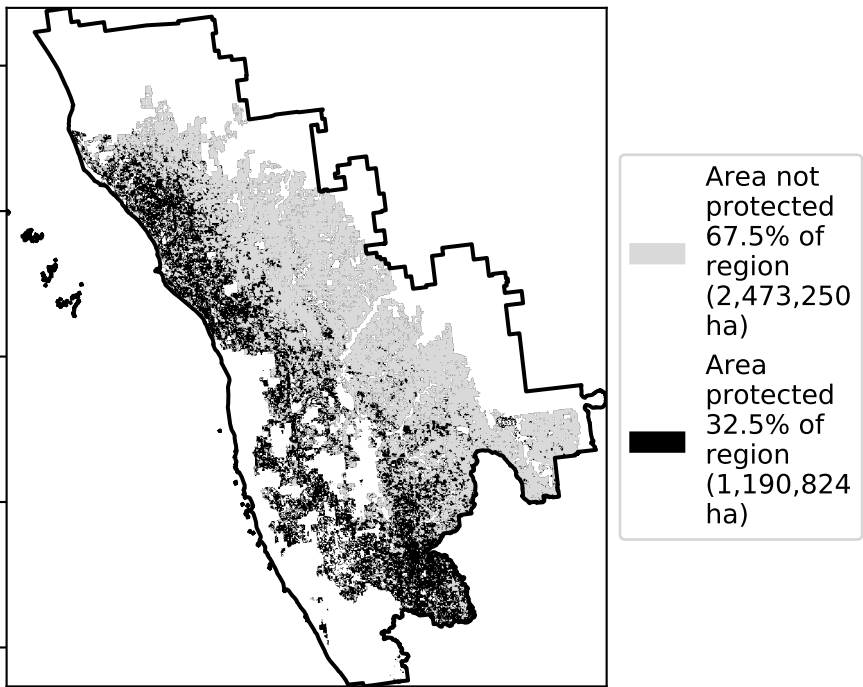 Area not
protected
67.5% of
region
(2,473,250
ha)
Area
protected
32.5% of
region
(1,190,824
ha)